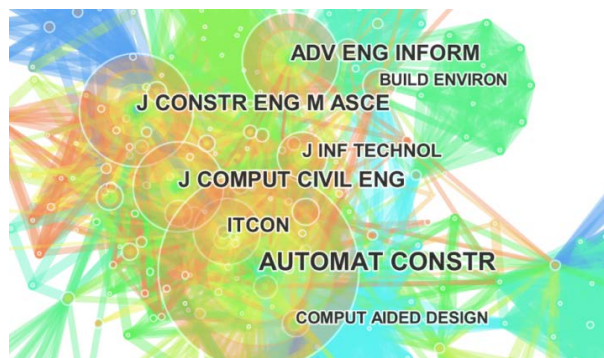 ADV ENG INFORM
BUILD ENVIRON
J CONSTR ENG M ASCE
J INF TECHNOL
J COMPUT CIVIL ENG
ITCON
AUTOMAT CONSTR
COMPUT AIDED DESIGN